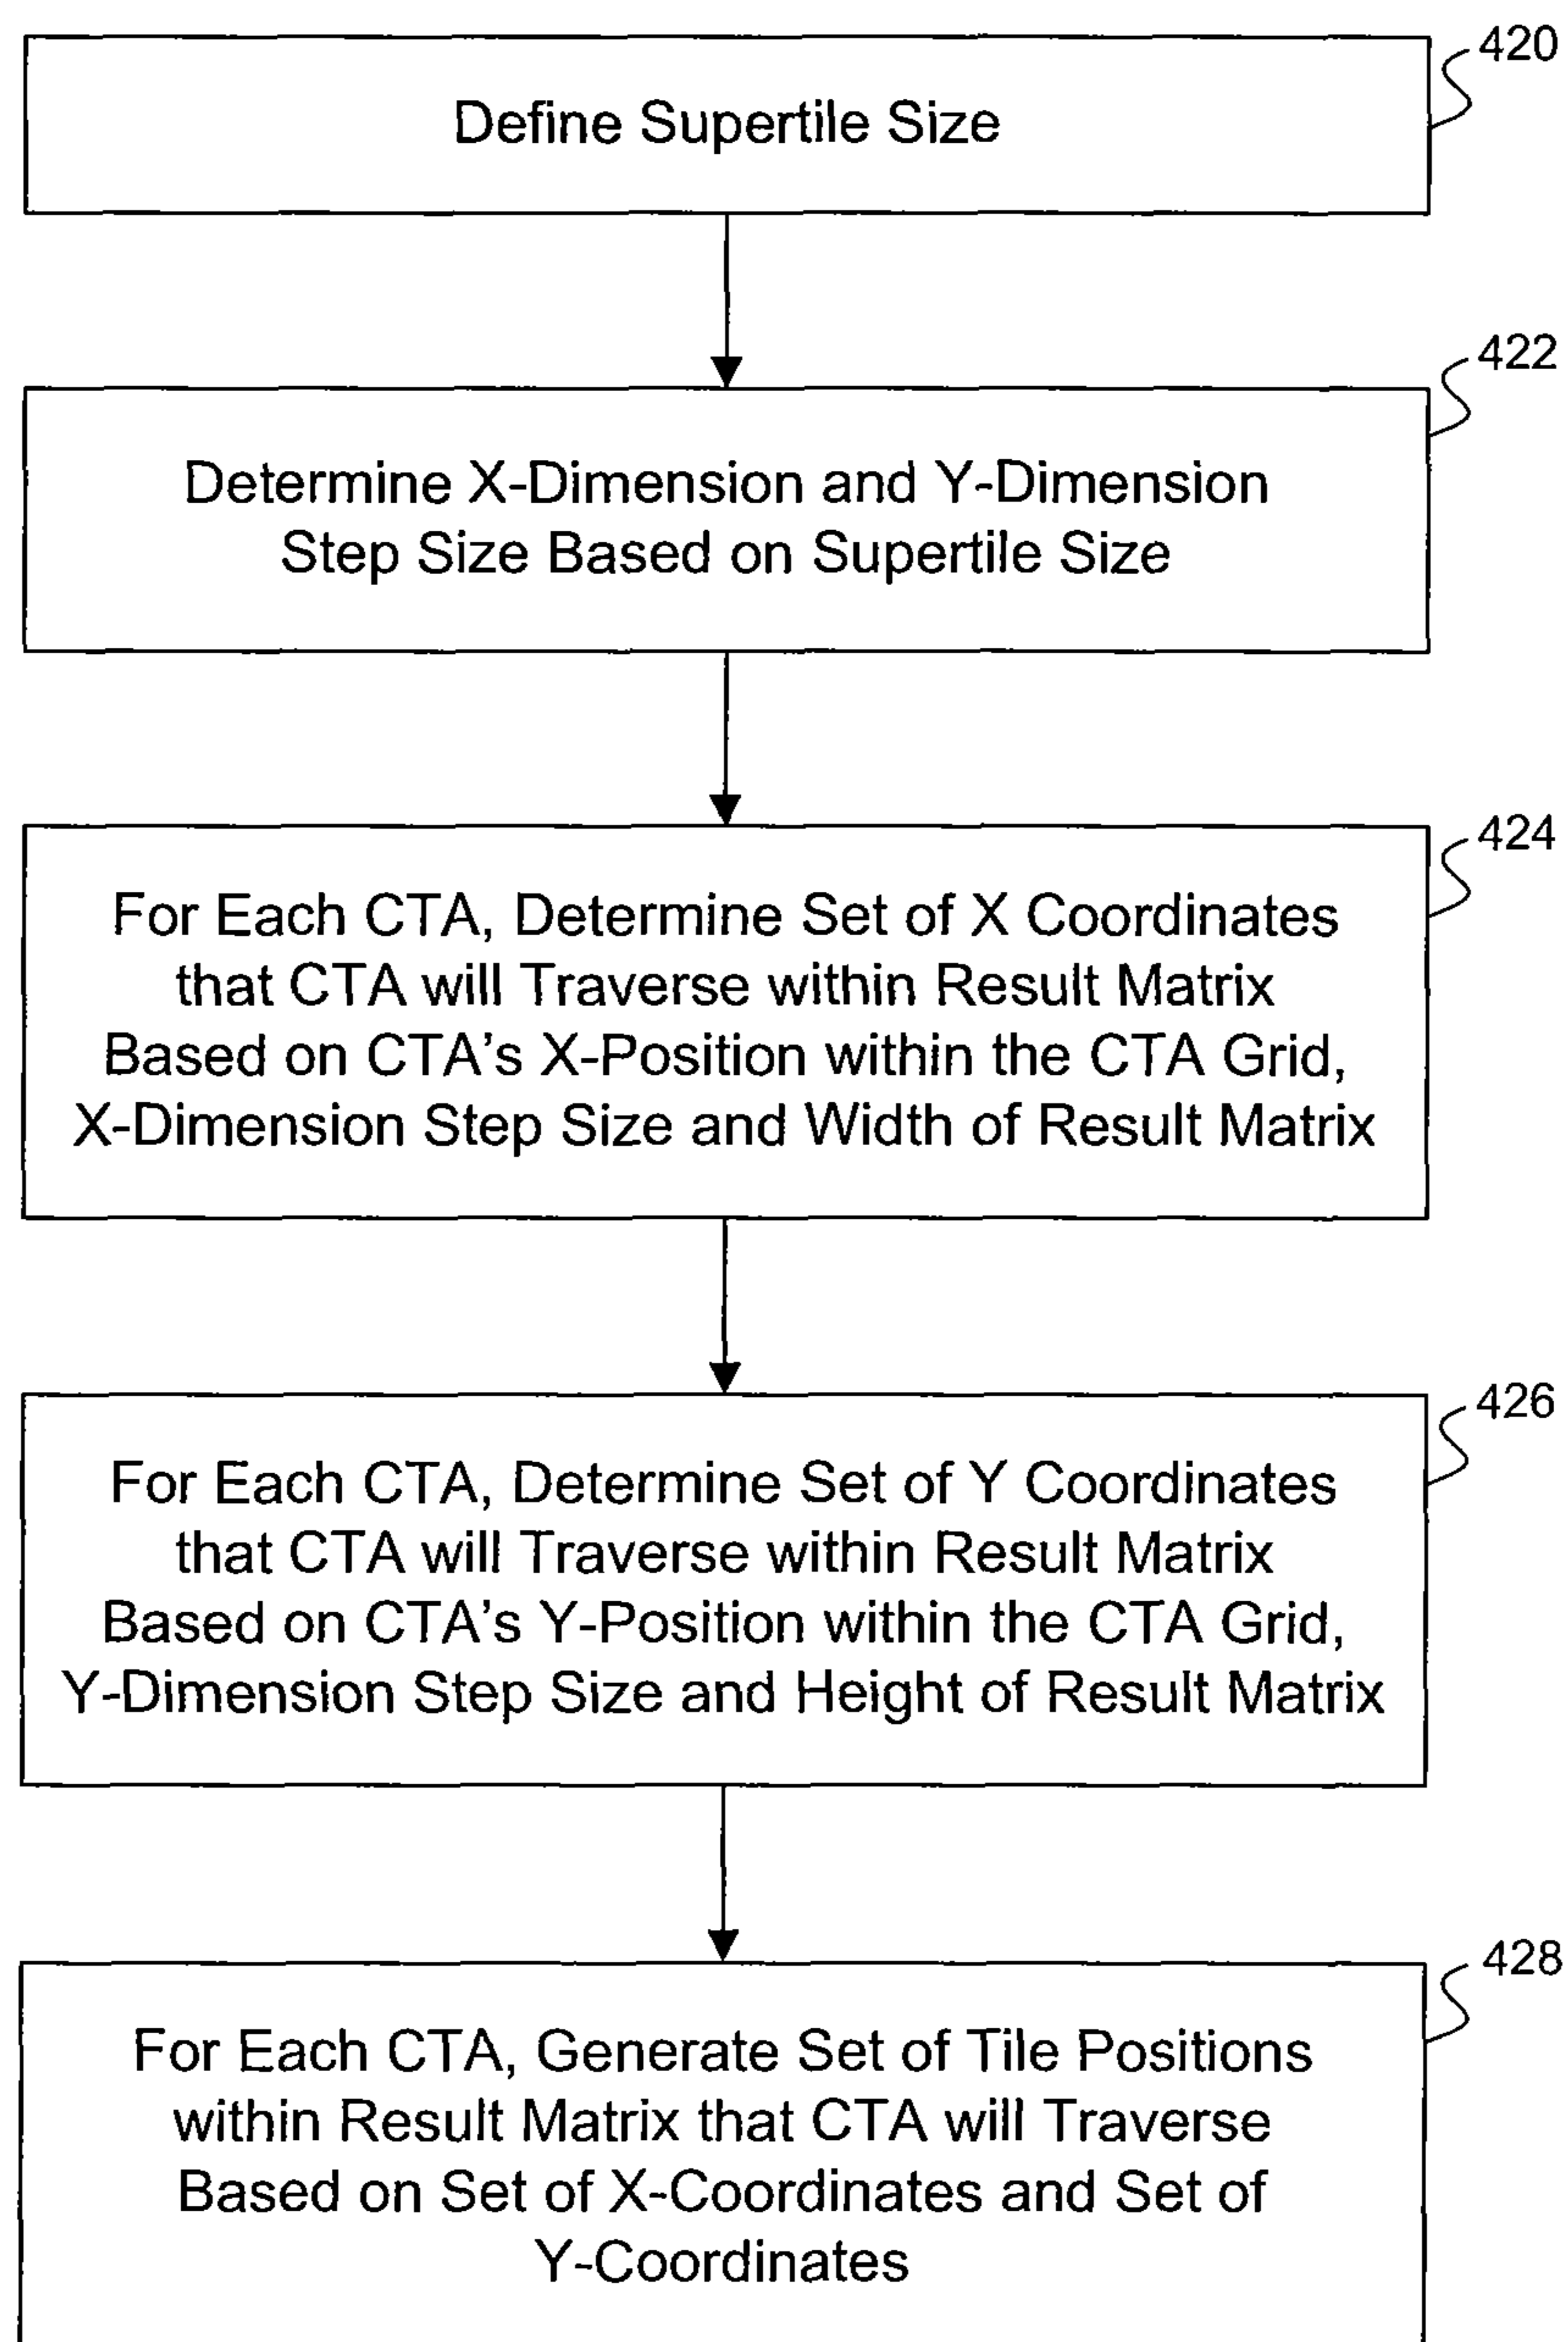 420
Define Supertile Size
422
Determine X-Dimension and Y-Dimension
Step Size Based on Supertile Size
424
For Each CTA, Determine Set of X Coordinates
that CTA will Traverse within Result Matrix
Based on CTA's X-Position within the CTA Grid,
X-Dimension Step Size and Width of Result Matrix
426
For Each CTA, Determine Set of Y Coordinates
that CTA will Traverse within Result Matrix
Based on CTA's Y-Position within the CTA Grid,
Y-Dimension Step Size and Height of Result Matrix
428
For Each CTA, Generate Set of Tile Positions
within Result Matrix that CTA will Traverse
Based on Set of X-Coordinates and Set of
Y-Coordinates